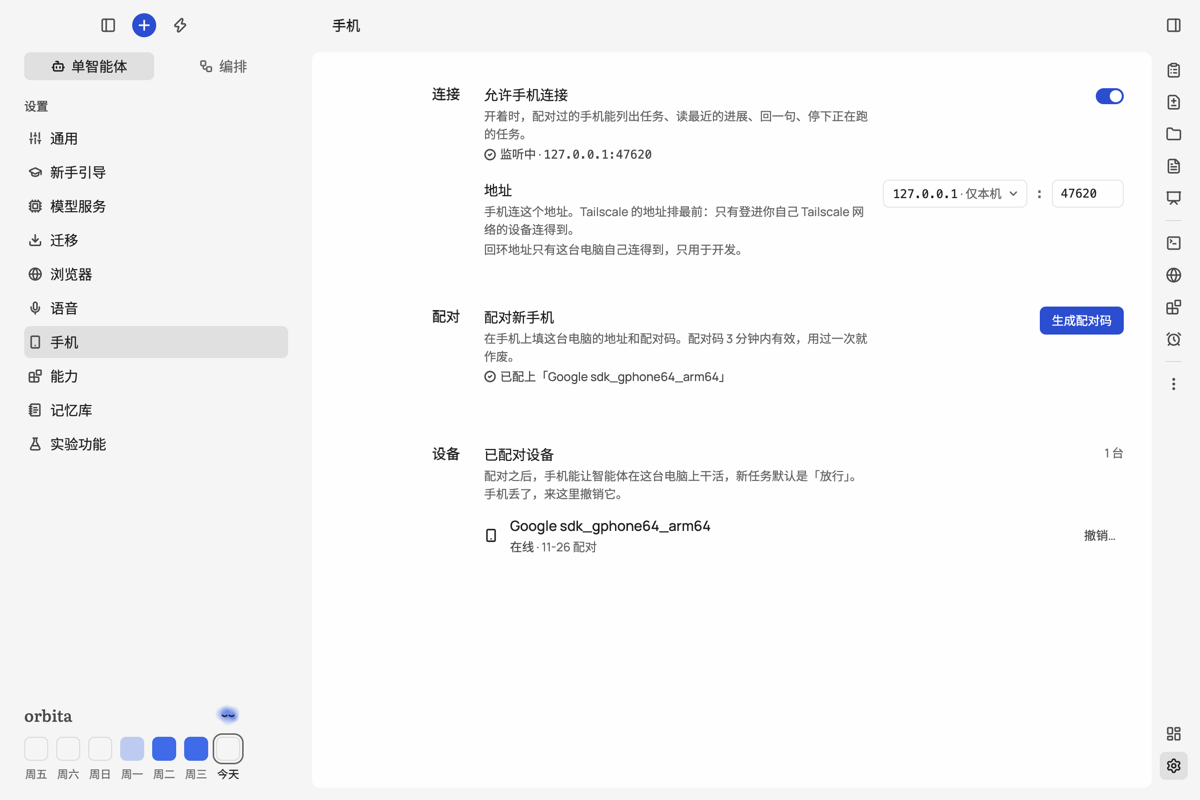 手机
单智能体
编排
设置
通用
新手引导
模型服务
迁移
浏览器
语音
手机
能力
记忆库
实验功能
orbita
周五 周六 周日 周一 周二 周三 今天
连接
允许手机连接
开着时，配对过的手机能列出任务、读最近的进展、回一句、停下正在跑
的任务。
监听中 · 127.0.0.1:47620
地址
手机连这个地址。Tailscale 的地址排最前：只有登进你自己 Tailscale 网
络的设备连得到。
回环地址只有这台电脑自己连得到，只用于开发。
127.0.0.1 · 仅本机 : 47620
配对
配对新手机
在手机上填这台电脑的地址和配对码。配对码 3 分钟内有效，用过一次就
作废。
已配上「Google sdk_gphone64_arm64」
生成配对码
设备
已配对设备
1 台
配对之后，手机能让智能体在这台电脑上干活，新任务默认是「放行」。
手机丢了，来这里撤销它。
Google sdk_gphone64_arm64
在线 · 11-26 配对
撤销...